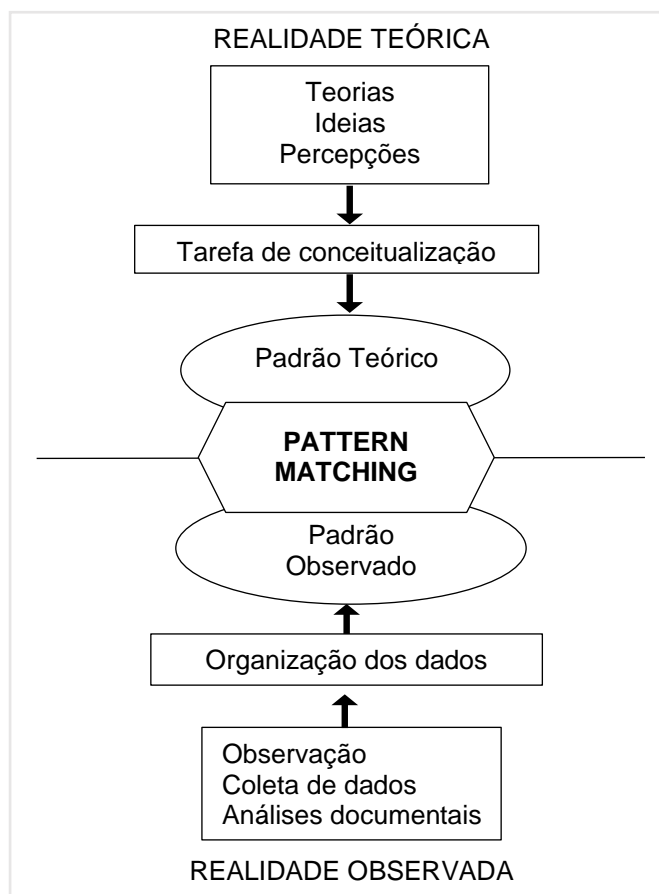 REALIDADE TEÓRICA
Teorias
Ideias
Percepções
Tarefa de conceitualização
Padrão Teórico
PATTERN
MATCHING
Padrão
Observado
Organização dos dados
Observação
Coleta de dados
Análises documentais
REALIDADE OBSERVADA